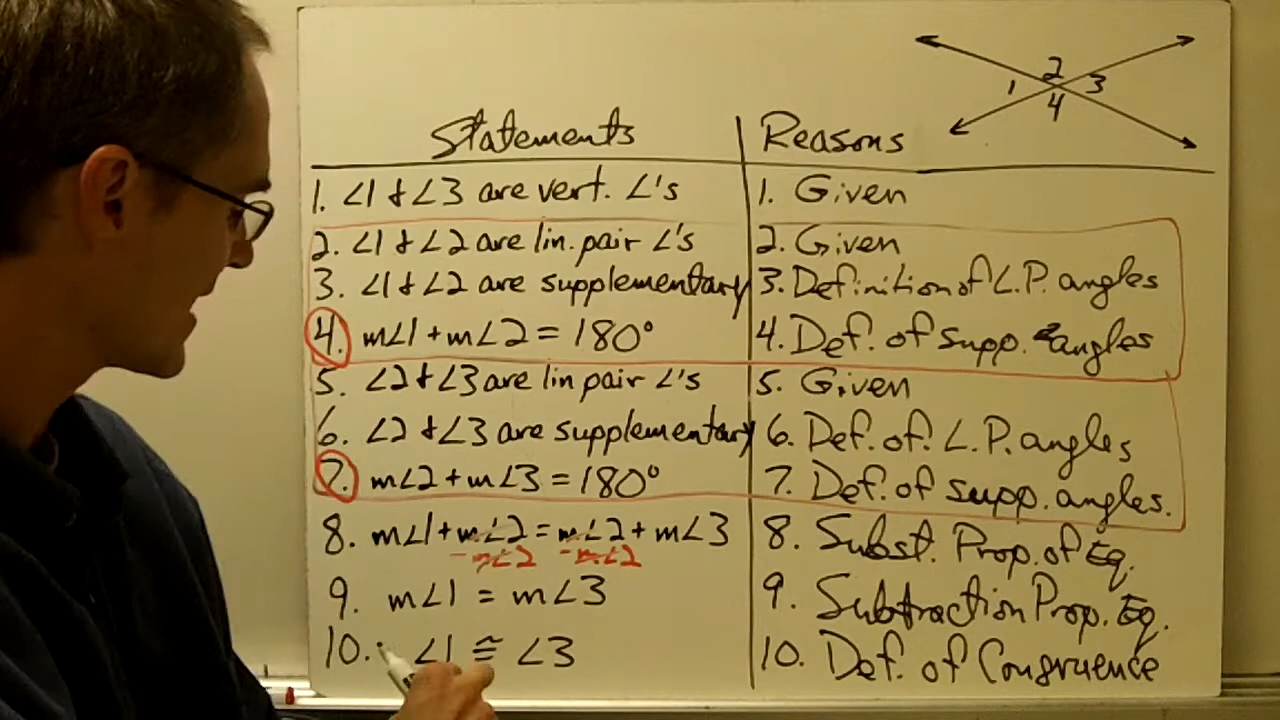 2
1 3
4
Statements Reasons
1. ∠1 & ∠3 are vert. ∠'s 1. Given
2. ∠1 & ∠2 are lin. pair ∠'s 2. Given
3. ∠1 & ∠2 are supplementary 3. Definition of L.P. angles
4. m∠1 + m∠2 = 180° 4. Def. of supp. angles
5. ∠2 & ∠3 are lin pair ∠'s 5. Given
6. ∠2 & ∠3 are supplementary 6. Def. of. L.P. angles
7. m∠2 + m∠3 = 180° 7. Def. of supp. angles.
8. m∠1 + m∠2 = m∠2 + m∠3 8. Subst. Prop. of Eq.
-m∠2 -m∠2
9. m∠1 = m∠3 9. Subtraction Prop. Eq.
10. ∠1 ≅ ∠3 10. Def. of Congruence